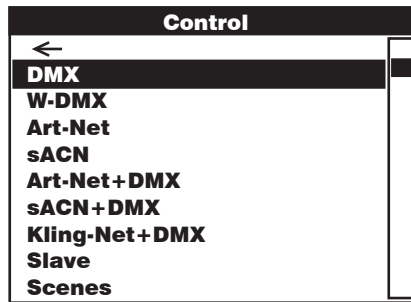 Control
←
DMX
W-DMX
Art-Net
sACN
Art-Net+DMX
sACN+DMX
Kling-Net+DMX
Slave
Scenes